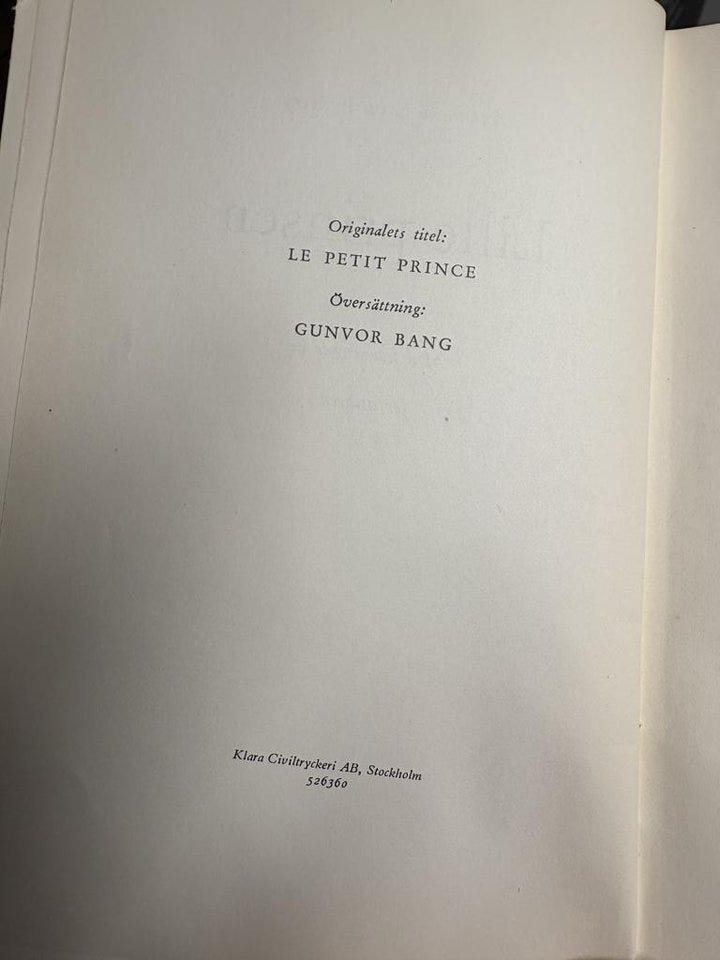 Originalets titel:
LE PETIT PRINCE
Översättning:
GUNVOR BANG
Klara Civiltryckeri AB, Stockholm
526360